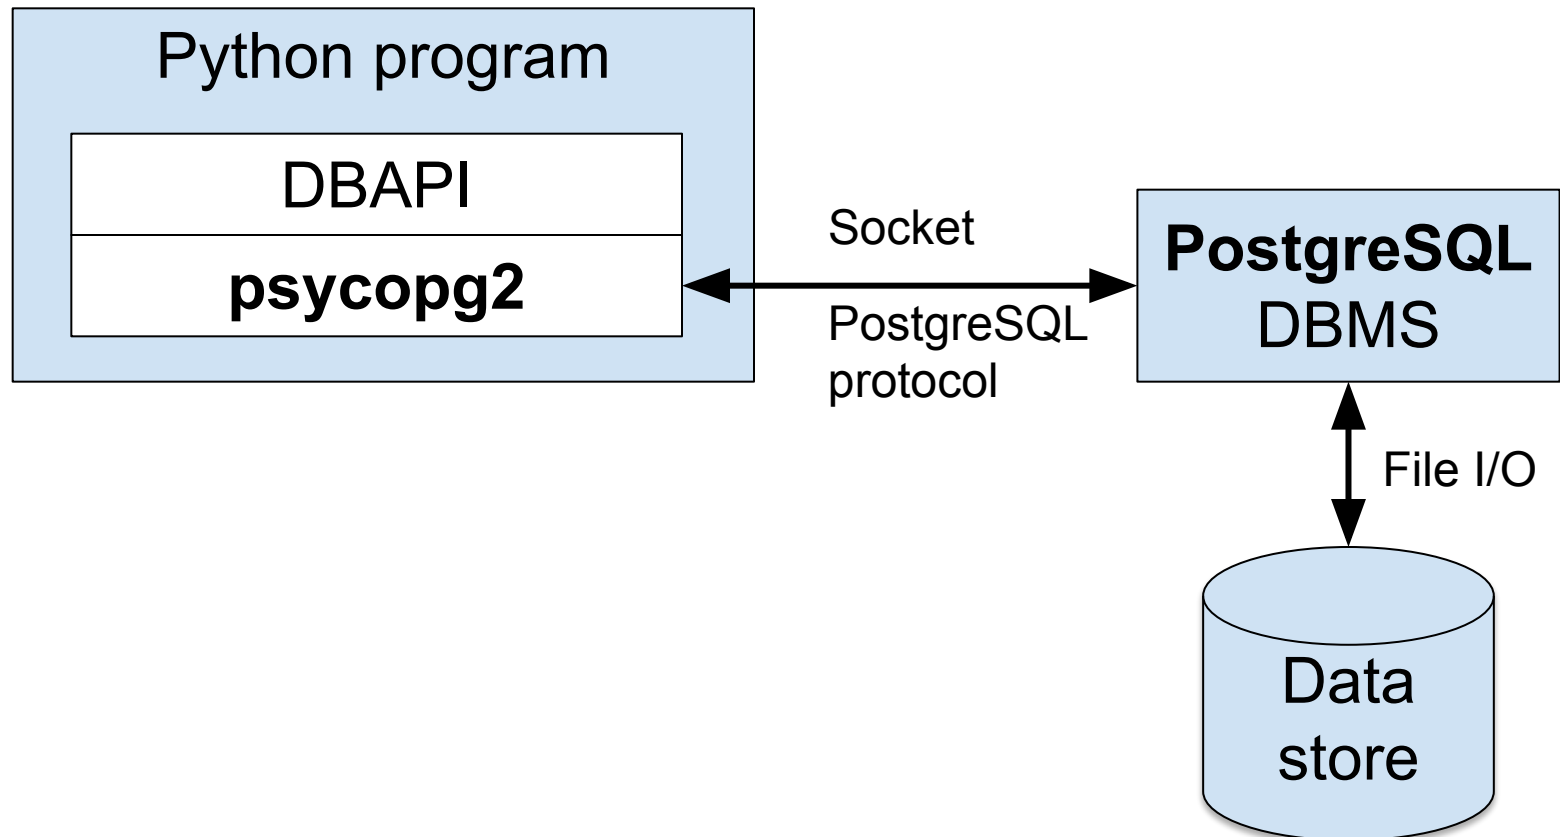 Python program
DBAPI
psycopg2
Socket
PostgreSQL
protocol
PostgreSQL
DBMS
File I/O
Data
store